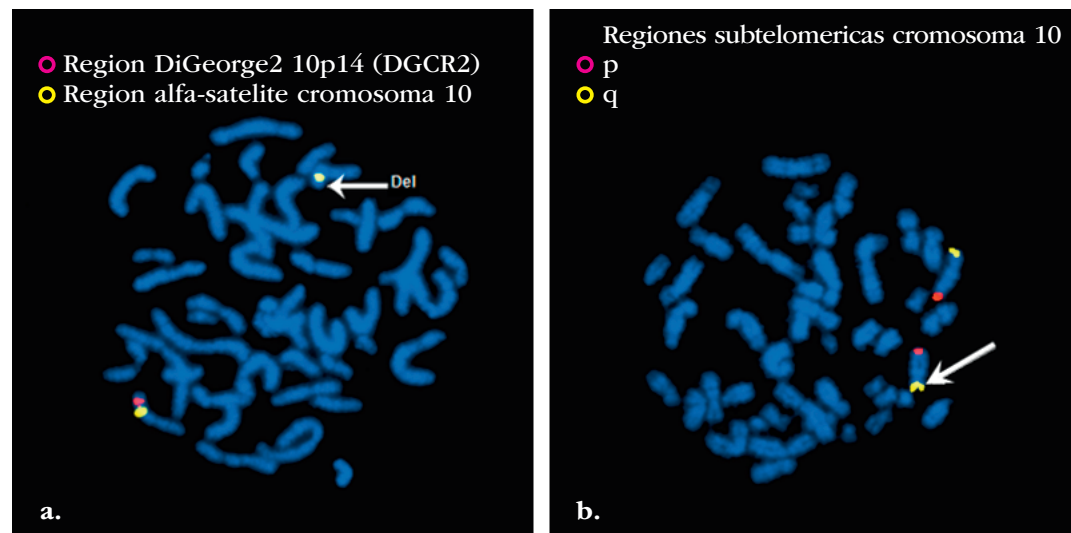 Region DiGeorge2 10p14 (DGCR2)
Region alfa-satelite cromosoma 10
Del
a.
Regiones subtelomericas cromosoma 10
p
q
b.